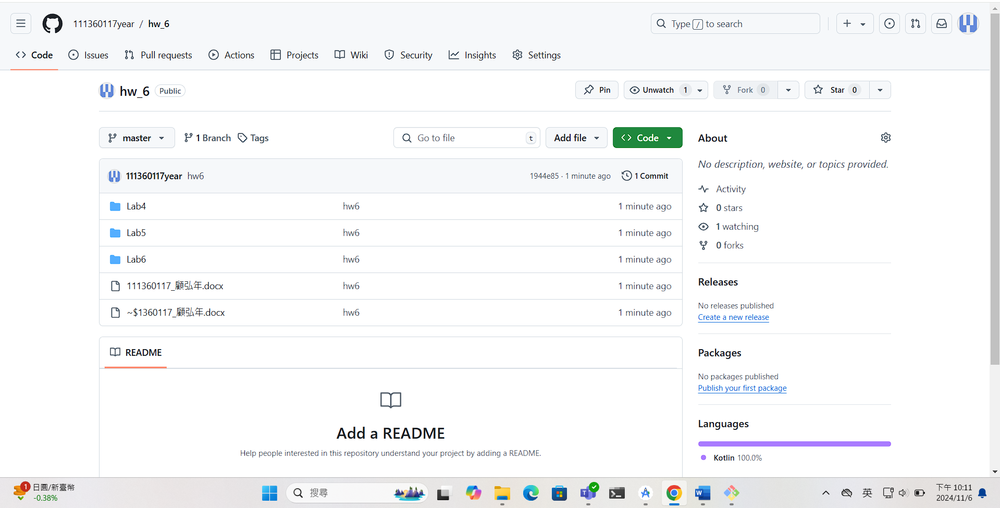 111360117year / hw_6
Type / to search
Code
Issues
Pull requests
Actions
Projects
Wiki
Security
Insights
Settings
hw_6 Public
Pin
Unwatch 1
Fork 0
Star 0
master
1 Branch
Tags
Go to file
t
Add file
Code
111360117year hw6
1944e85 · 1 minute ago
1 Commit
Lab4 hw6 1 minute ago
Lab5 hw6 1 minute ago
Lab6 hw6 1 minute ago
111360117_顧弘年.docx hw6 1 minute ago
~$1360117_顧弘年.docx hw6 1 minute ago
README
Add a README
Help people interested in this repository understand your project by adding a README.
About
No description, website, or topics provided.
Activity
0 stars
1 watching
0 forks
Releases
No releases published
Create a new release
Packages
No packages published
Publish your first package
Languages
Kotlin 100.0%
1
日圓/新臺幣
-0.38%
搜尋
英
下午 10:11
2024/11/6